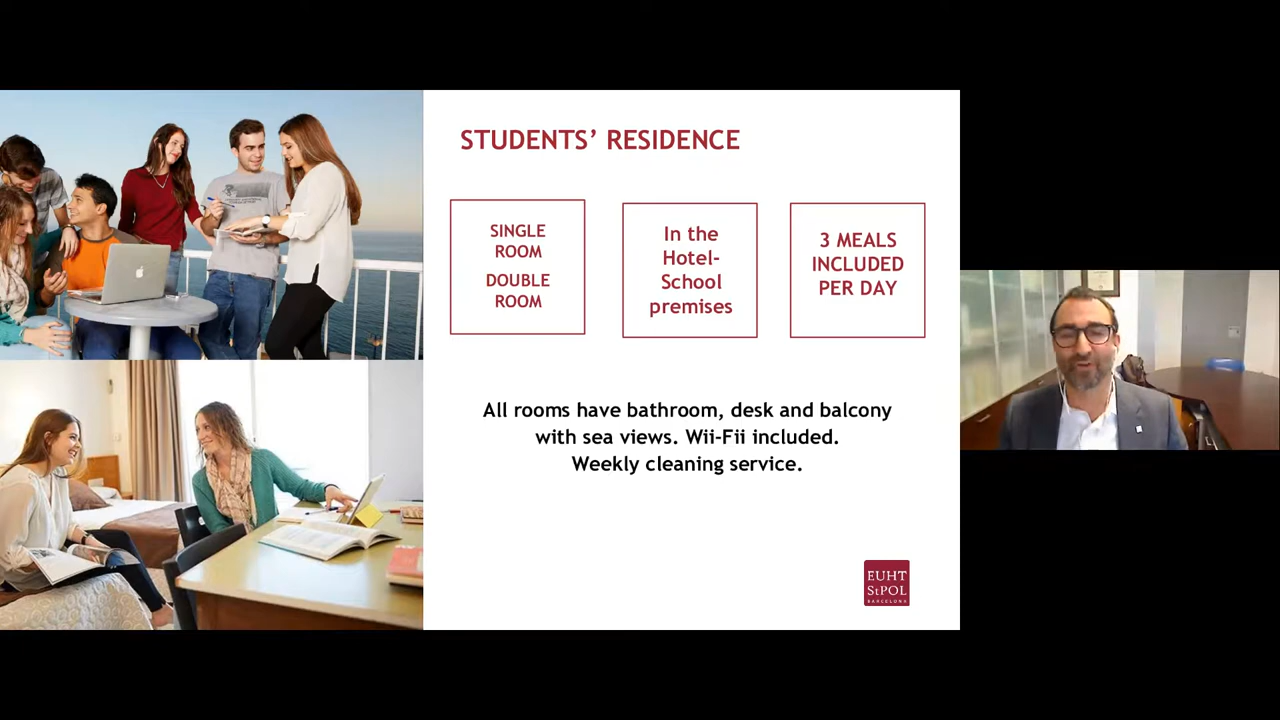 STUDENTS’ RESIDENCE
SINGLE
ROOM
DOUBLE
ROOM
In the
Hotel-
School
premises
3 MEALS
INCLUDED
PER DAY
All rooms have bathroom, desk and balcony
with sea views. Wii-Fii included.
Weekly cleaning service.
EUHT
StPOL
BARCELONA